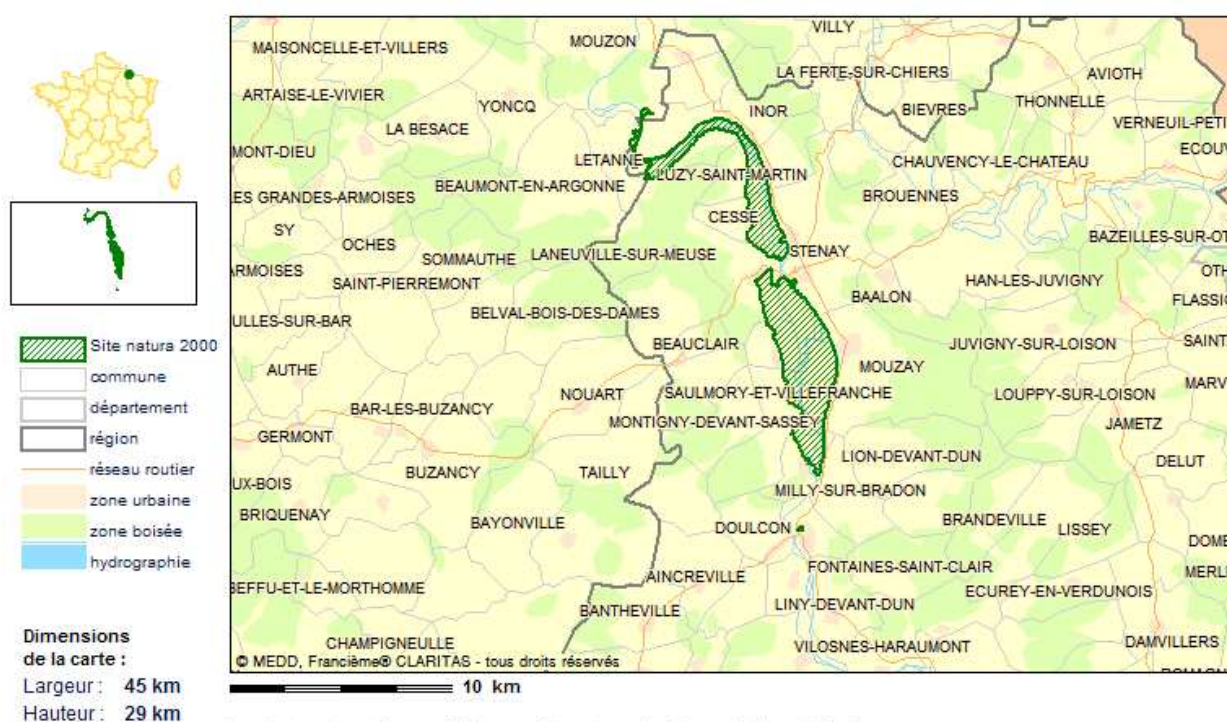 VILLY
MOUZON
MAISONCELLE-ET-VILLERS
LA FERTE-SUR-CHIERS
AVIOTH
ARTAISE-LE-VIVIER
YONCQ
INOR
BIEVRES
THONNELLE
VERNEUIL-PETI
LA BESACE
MONT-DIEU
LETANNE
ECOUV
CHAUVENCY-LE-CHATEAU
LUZY-SAINT-MARTIN
BEAUMONT-EN-ARGONNE
LES GRANDES-ARMOISES
BROUENNES
CESSE
SY
OCHES
BAZEILLES-SUR-OT
SOMMAUTHE
LANEUVILLE-SUR-MEUSE
STENAY
ARMOISES
SAINT-PIERREMONT
HAN-LES-JUVIGNY
OTH
BAALON
FLASSIG
BELVAL-BOIS-DES-DAMES
ULLES-SUR-BAR
BEAUCLAIR
JUVIGNY-SUR-LOISON
SAINT-
AUTHE
MOUZAY
MARV
NOUART
SAULMORY-ET-VILLEFRANCHE
LOUPPY-SUR-LOISON
BAR-LES-BUZANCY
MONTIGNY-DEVANT-SASSEY
JAMETZ
GERMONT
LION-DEVANT-DUN
DELUT
BUZANCY
TAILLY
UX-BOIS
MILLY-SUR-BRADON
BRIQUENAY
BAYONVILLE
DOULCON
BRANDEVILLE
LISSEY
DOME
FONTAINES-SAINT-CLAIR
MERL
AINCREVILLE
BEFFU-ET-LE-MORTHOMME
ECUREY-EN-VERDUNOIS
BANTHEVILLE
LINY-DEVANT-DUN
CHAMPIGNEULLE
VILOSNES-HARAUMONT
DAMVILLERS
© MEDD, Francième® CLARITAS - tous droits réservés
10 km
Site natura 2000
commune
département
région
réseau routier
zone urbaine
zone boisée
hydrographie
Dimensions
de la carte :
Largeur : 45 km
Hauteur : 29 km